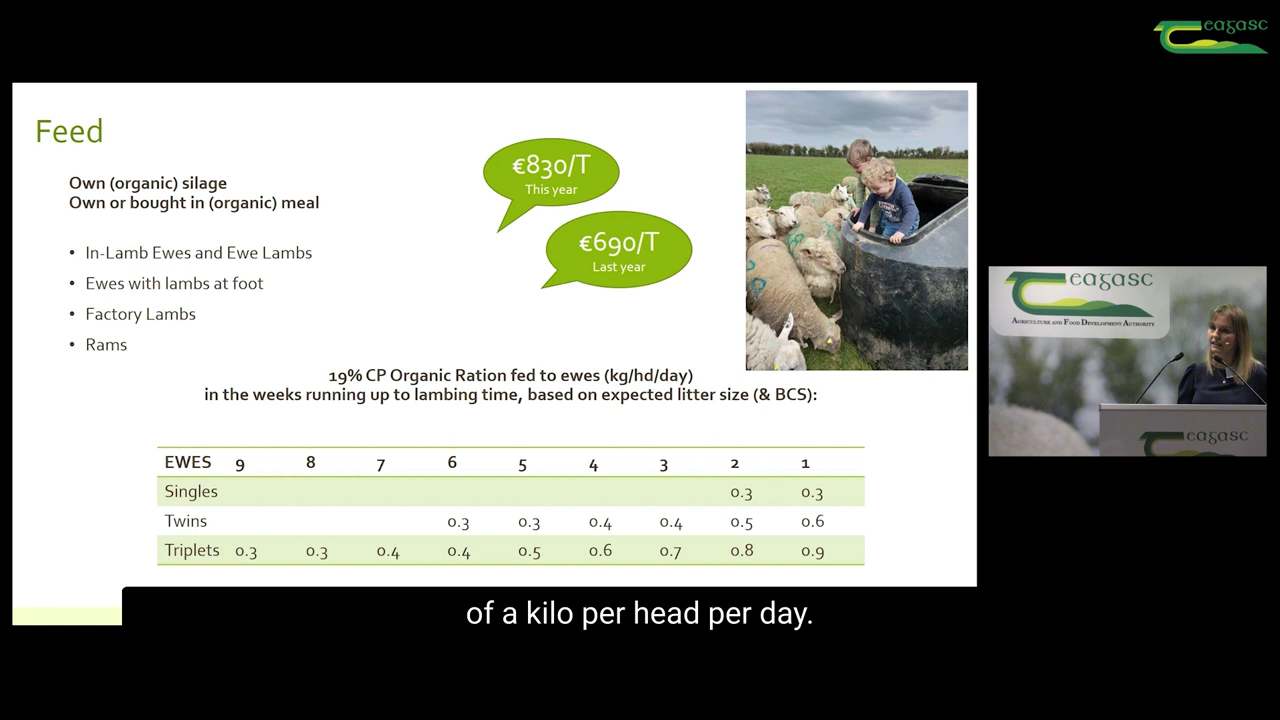 eagasc
Feed
Own (organic) silage
Own or bought in (organic) meal
• In-Lamb Ewes and Ewe Lambs
• Ewes with lambs at foot
• Factory Lambs
• Rams
€830/T
This year
€690/T
Last year
19% CP Organic Ration fed to ewes (kg/hd/day)
in the weeks running up to lambing time, based on expected litter size (& BCS):
EWES 9 8 7 6 5 4 3 2 1
Singles 0.3 0.3
Twins 0.3 0.3 0.4 0.4 0.5 0.6
Triplets 0.3 0.3 0.4 0.4 0.5 0.6 0.7 0.8 0.9
eagasc
Agriculture and Food Development Authority
eagasc
of a kilo per head per day.